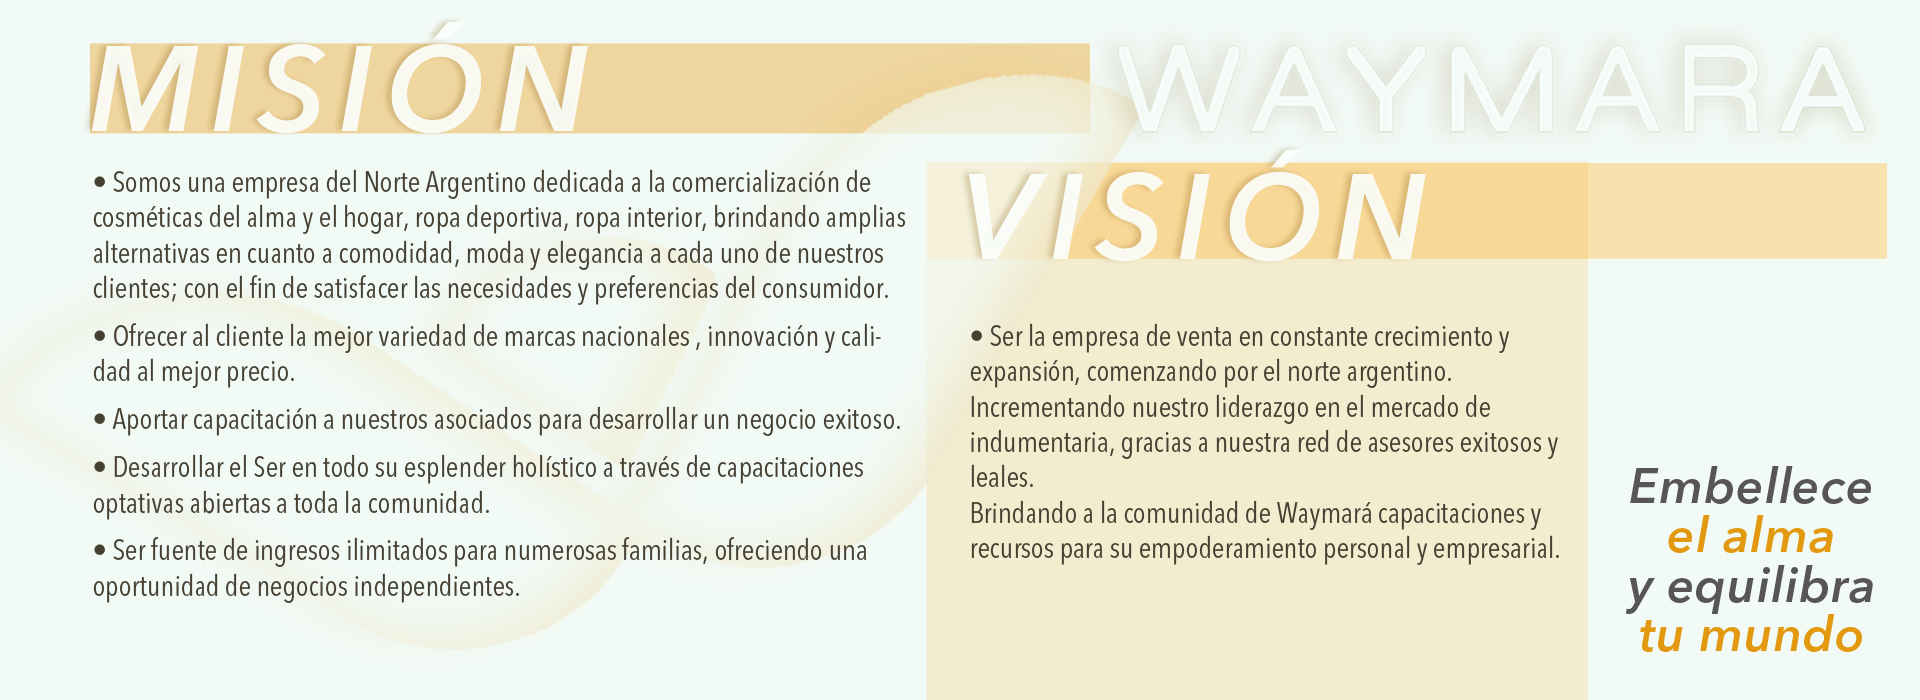 MISIÓN
• Somos una empresa del Norte Argentino dedicada a la comercialización de
cosméticas del alma y el hogar, ropa deportiva, ropa interior, brindando amplias
alternativas en cuanto a comodidad, moda y elegancia a cada uno de nuestros
clientes; con el fin de satisfacer las necesidades y preferencias del consumidor.
• Ofrecer al cliente la mejor variedad de marcas nacionales , innovación y cali-
dad al mejor precio.
• Aportar capacitación a nuestros asociados para desarrollar un negocio exitoso.
• Desarrollar el Ser en todo su esplender holístico a través de capacitaciones
optativas abiertas a toda la comunidad.
• Ser fuente de ingresos ilimitados para numerosas familias, ofreciendo una
oportunidad de negocios independientes.
WAYMARA
VISIÓN
• Ser la empresa de venta en constante crecimiento y
expansión, comenzando por el norte argentino.
Incrementando nuestro liderazgo en el mercado de
indumentaria, gracias a nuestra red de asesores exitosos y
leales.
Brindando a la comunidad de Waymará capacitaciones y
recursos para su empoderamiento personal y empresarial.
Embellece
el alma
y equilibra
tu mundo